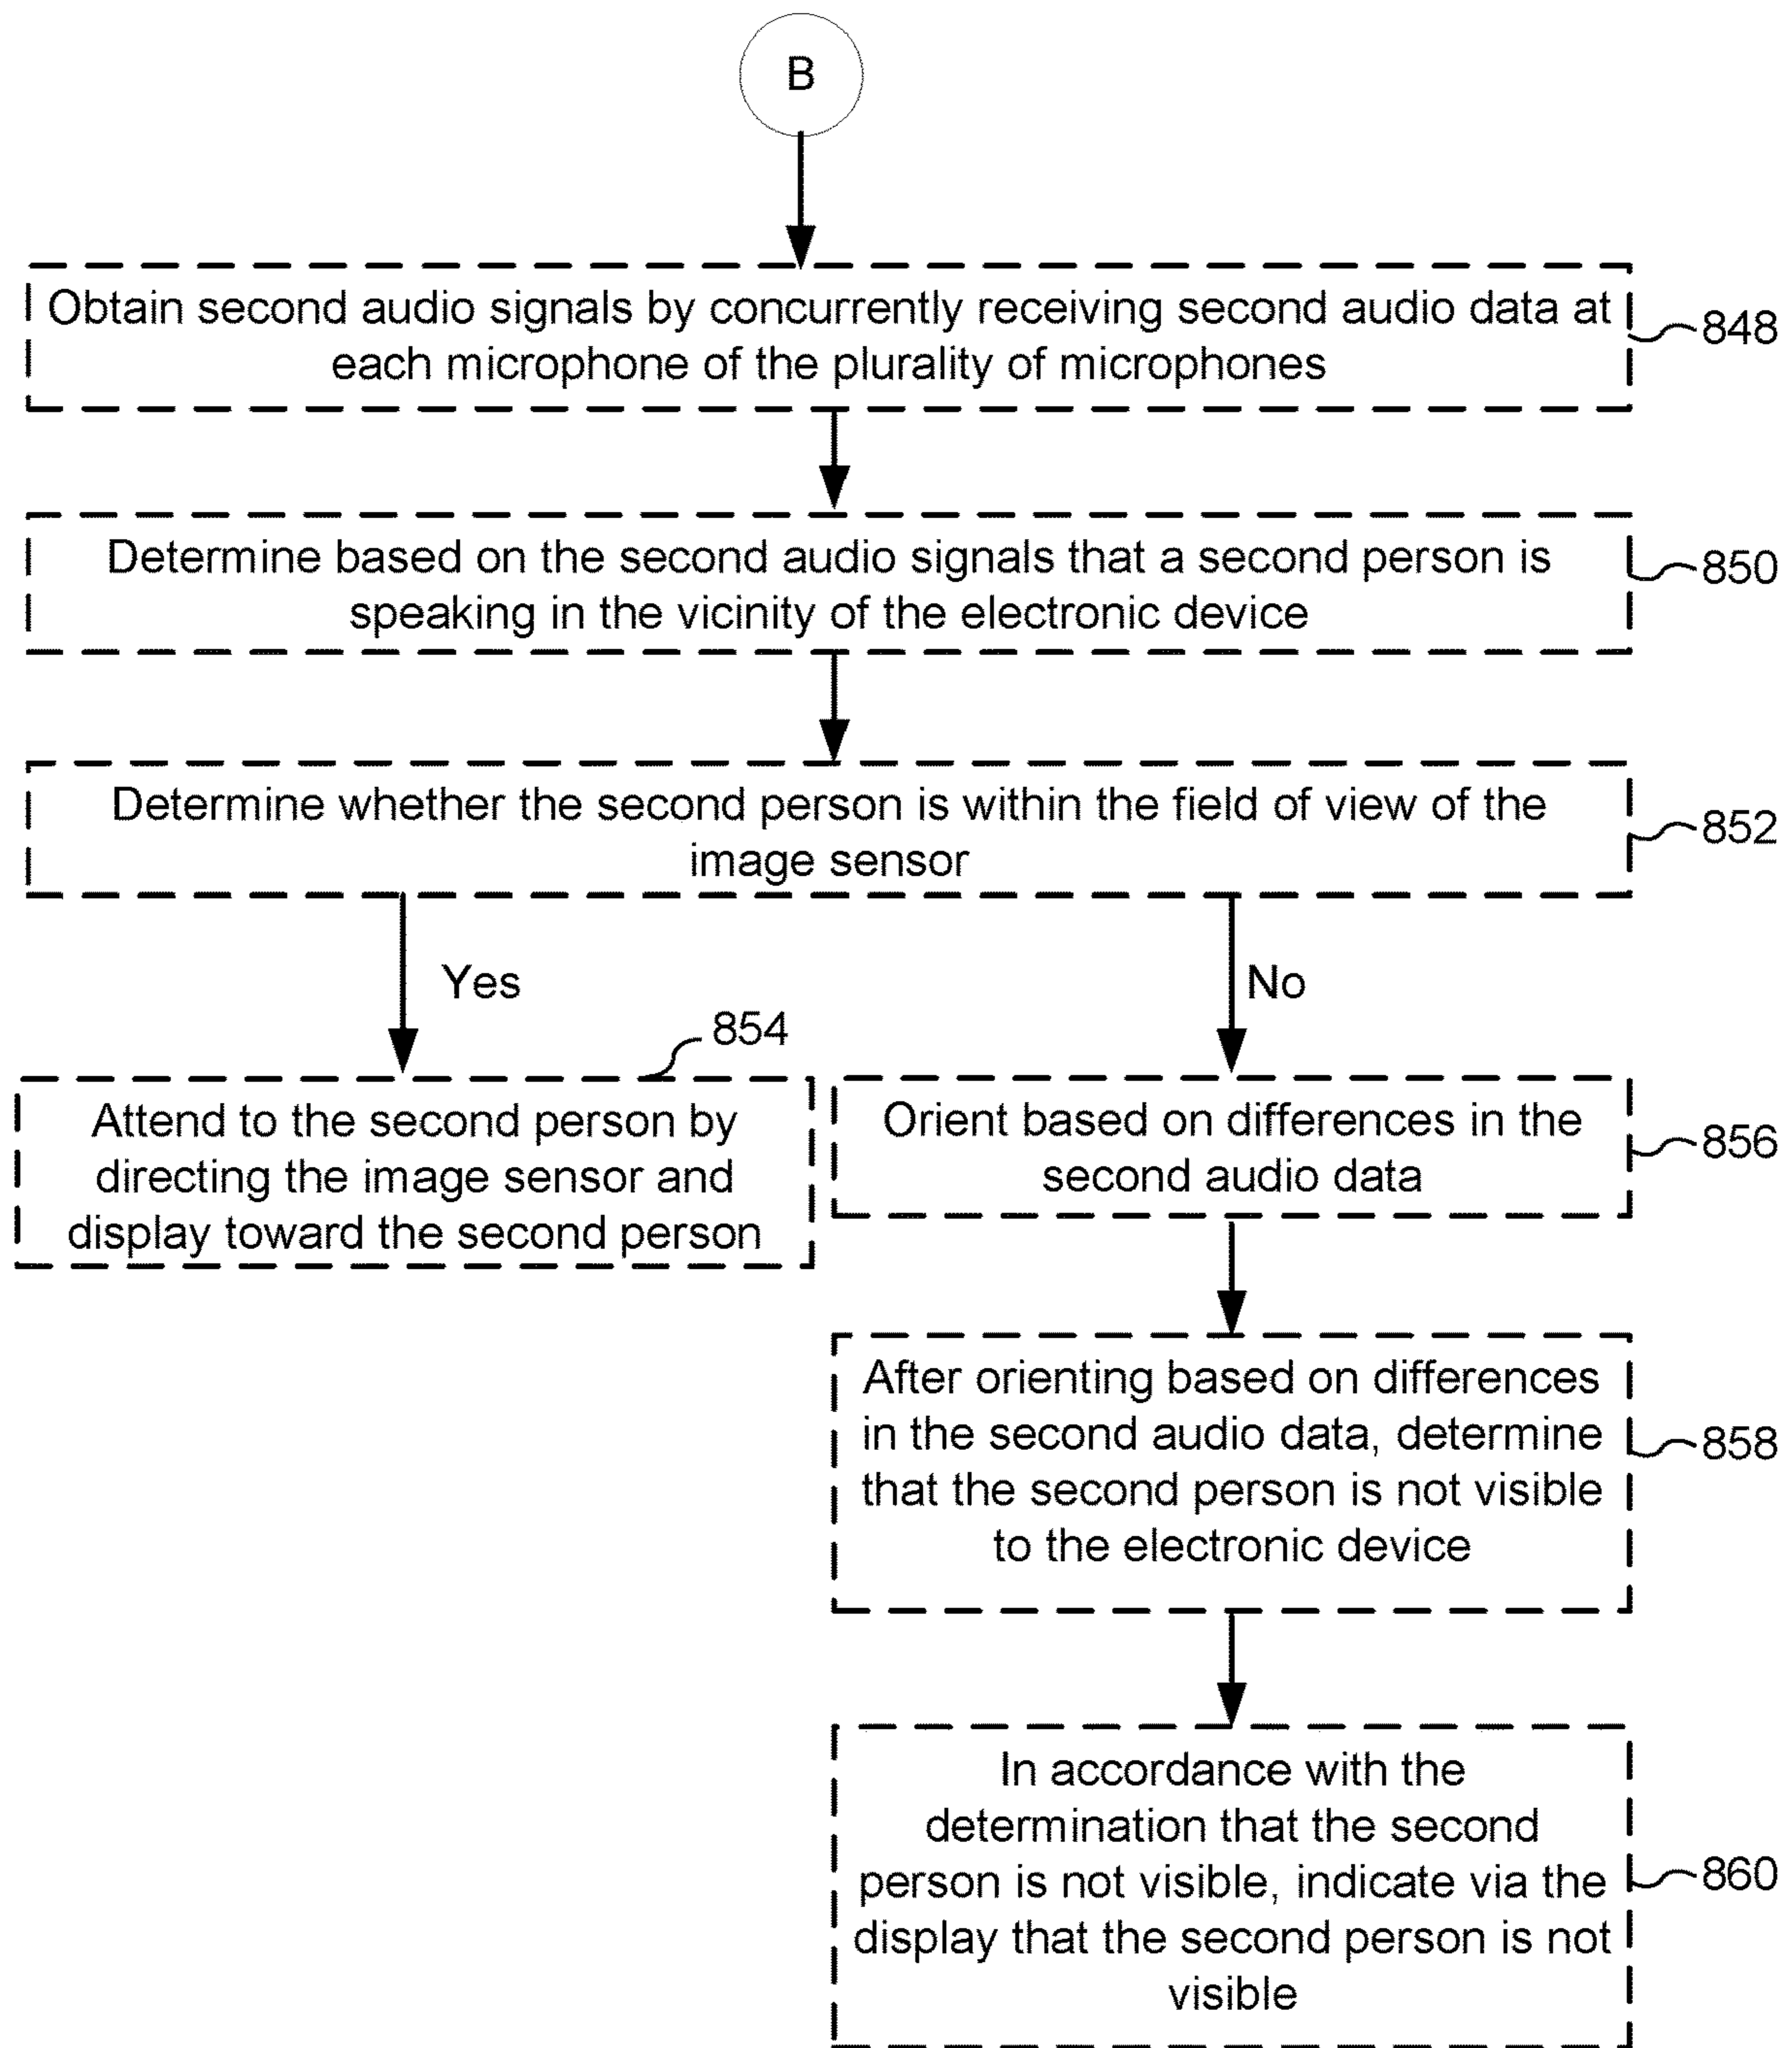 B
Obtain second audio signals by concurrently receiving second audio data at
each microphone of the plurality of microphones
848
Determine based on the second audio signals that a second person is
speaking in the vicinity of the electronic device
850
Determine whether the second person is within the field of view of the
image sensor
852
Yes
No
854
Attend to the second person by
directing the image sensor and
display toward the second person
Orient based on differences in the
second audio data
856
After orienting based on differences
in the second audio data, determine
that the second person is not visible
to the electronic device
858
In accordance with the
determination that the second
person is not visible, indicate via the
display that the second person is not
visible
860